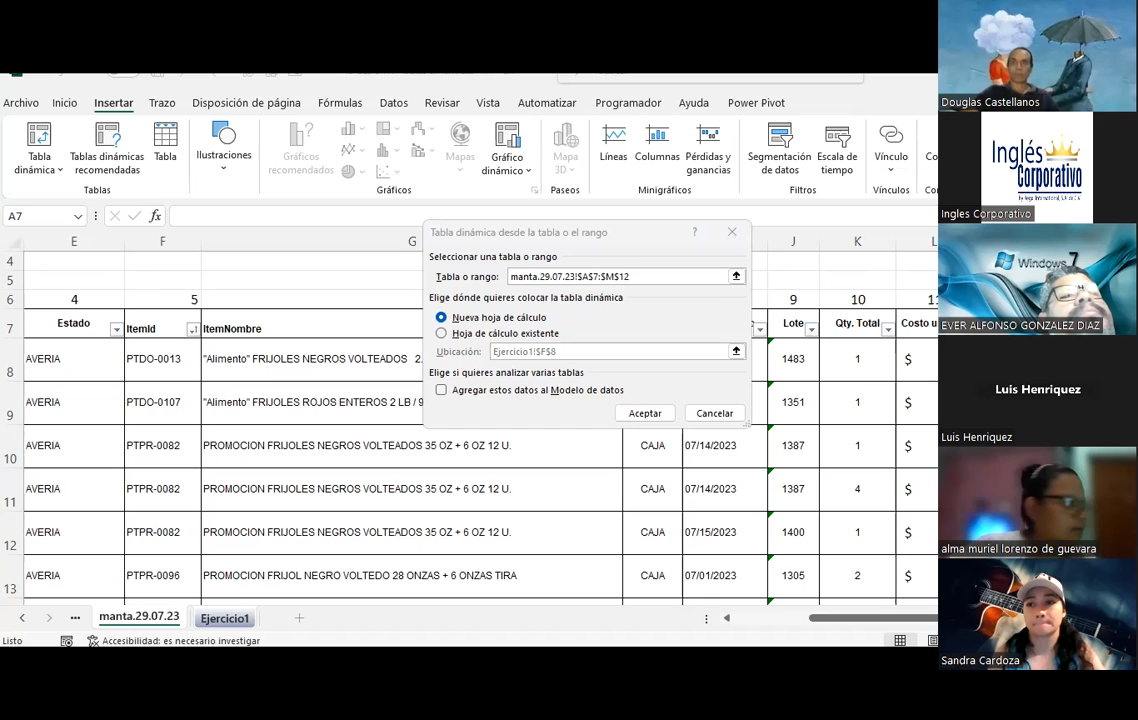 Archivo Inicio Insertar Trazo Disposición de página Fórmulas Datos Revisar Vista Automatizar Programador Ayuda Power Pivot
Tabla dinámica
Tablas dinámicas recomendadas
Tabla
Ilustraciones
Gráficos recomendados
Mapas
Gráfico dinámico
Mapa 3D
Líneas
Columnas
Pérdidas y ganancias
Segmentación de datos
Escala de tiempo
Vínculo
Tablas Gráficos Paseos Minigráficos Filtros Vínculos
A7 fx
E F G J K L
4
5
6 4 5 9 10
7 Estado ItemId ItemNombre Lote Qty. Total
8 AVERIA PTDO-0013 "Alimento" FRIJOLES NEGROS VOLTEADOS 1483 1 $
9 AVERIA PTDO-0107 "Alimento" FRIJOLES ROJOS ENTEROS 2 LB / 1351 1 $
10 AVERIA PTPR-0082 PROMOCION FRIJOLES NEGROS VOLTEADOS 35 OZ + 6 OZ 12 U. CAJA 07/14/2023 1387 1 $
11 AVERIA PTPR-0082 PROMOCION FRIJOLES NEGROS VOLTEADOS 35 OZ + 6 OZ 12 U. CAJA 07/14/2023 1387 4 $
12 AVERIA PTPR-0082 PROMOCION FRIJOLES NEGROS VOLTEADOS 35 OZ + 6 OZ 12 U. CAJA 07/15/2023 1400 1 $
13 AVERIA PTPR-0096 PROMOCION FRIJOL NEGRO VOLTEDO 28 ONZAS + 6 ONZAS TIRA CAJA 07/01/2023 1305 2 $
Tabla dinámica desde la tabla o el rango ?
Seleccionar una tabla o rango
Tabla o rango: manta.29.07.23!$A$7:$M$12
Elige dónde quieres colocar la tabla dinámica
Nueva hoja de cálculo
Hoja de cálculo existente
Ubicación: Ejercicio1!$F$8
Elige si quieres analizar varias tablas
Agregar estos datos al Modelo de datos
Aceptar Cancelar
manta.29.07.23 Ejercicio1
Listo Accesibilidad: es necesario investigar
Douglas Castellanos
Inglés
Corporativo
Ingles Corporativo
Windows 7
EVER ALFONSO GONZALEZ DIAZ
Luis Henriquez
Luis Henriquez
alma muriel lorenzo de guevara
Sandra Cardoza